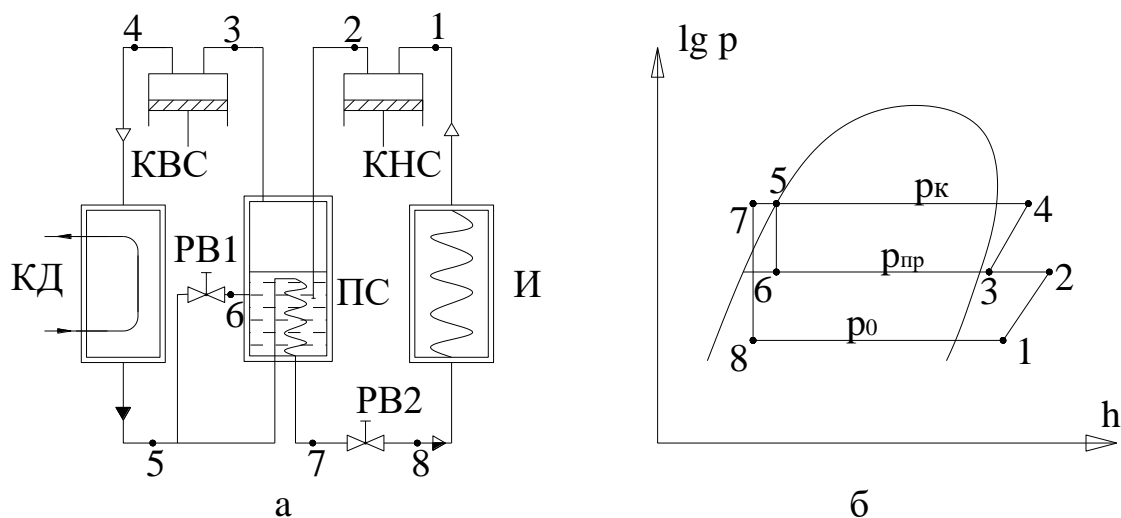 4 3 2 1
КВС КНС
КД РВ1 6 ПС И
РВ2
5 7 8
а
lg p
5 pк
7 4
pпр
6 3 2
p0
8 1
h
б